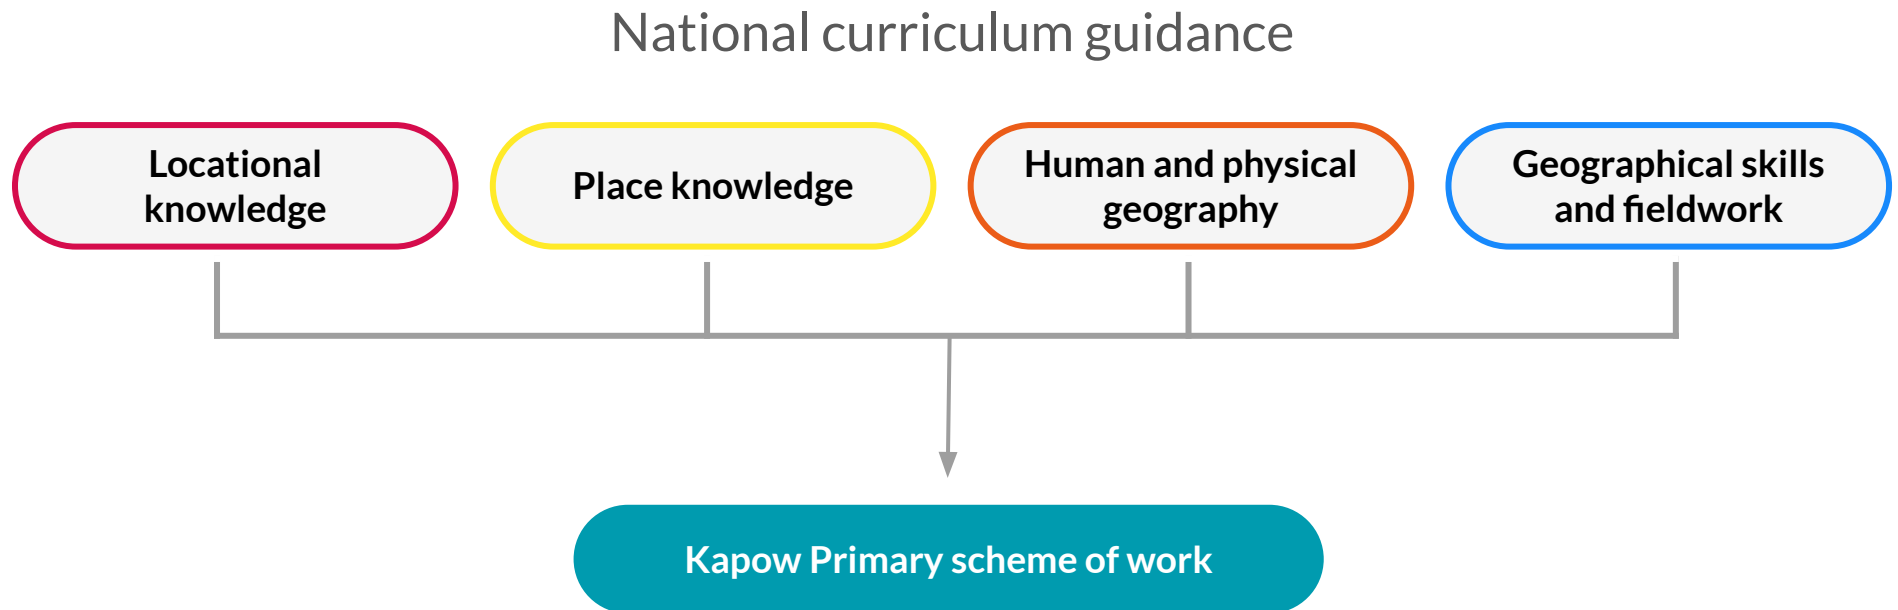 National curriculum guidance
Locational
knowledge
Place knowledge
Human and physical
geography
Geographical skills
and fieldwork
Kapow Primary scheme of work